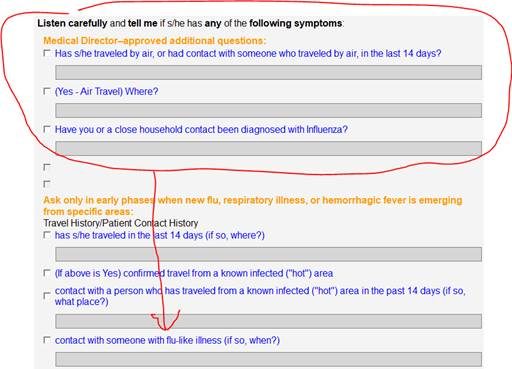 Listen carefully and tell me if s/he has any of the following symptoms:
Medical Director–approved additional questions:
Has s/he traveled by air, or had contact with someone who traveled by air, in the last 14 days?
(Yes - Air Travel) Where?
Have you or a close household contact been diagnosed with Influenza?
Ask only in early phases when new flu, respiratory illness, or hemorrhagic fever is emerging
from specific areas:
Travel History/Patient Contact History
has s/he traveled in the last 14 days (if so, where?)
(If above is Yes) confirmed travel from a known infected ("hot") area
contact with a person who has traveled from a known infected ("hot") area in the past 14 days (if so,
what place?)
contact with someone with flu-like illness (if so, when?)